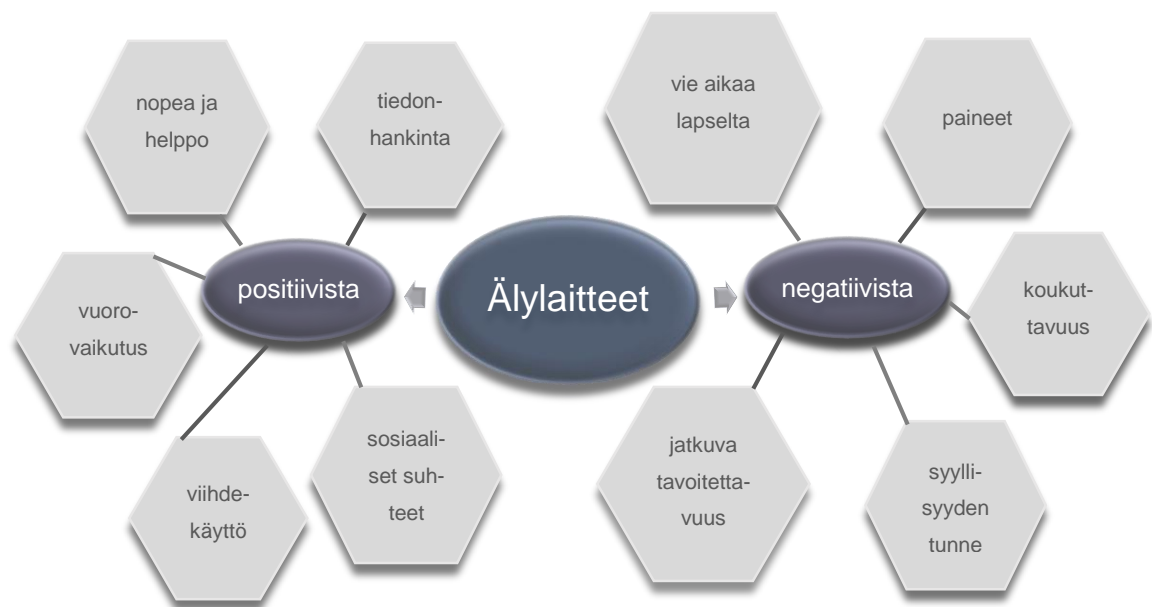 nopea ja
helppo
tiedon-
hankinta
vie aikaa
lapselta
paineet
positiivista
Älylaitteet
negatiivista
vuoro-
vaikutus
koukut-
tavuus
viihde-
käyttö
sosiaali-
set suh-
teet
jatkuva
tavoitetta-
vuus
syylli-
syyden
tunne